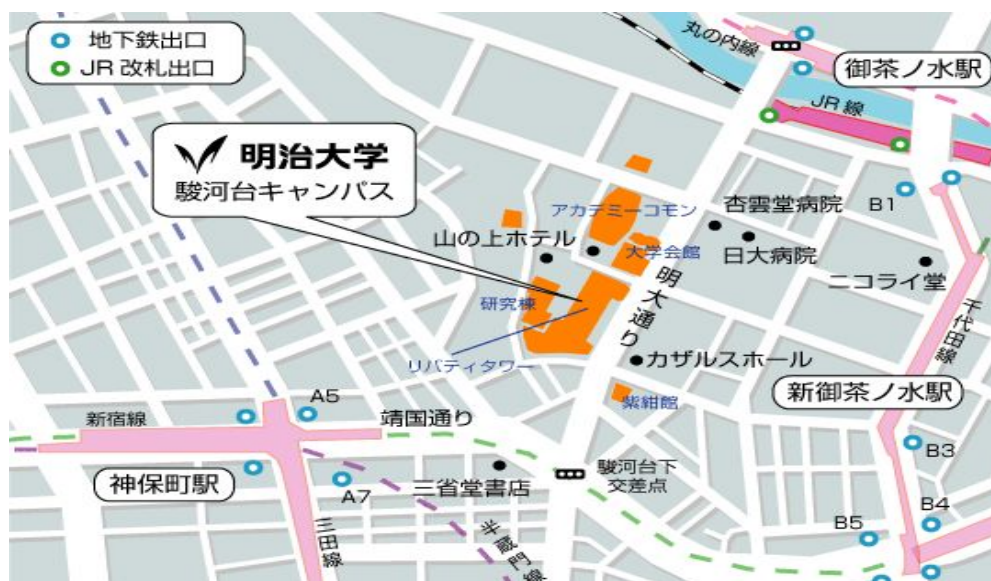 地下鉄出口
JR改札出口
丸の内線
御茶ノ水駅
JR線
明治大学
駿河台キャンパス
アカデミーコモン
杏雲堂病院
B1
山の上ホテル
大学会館
日大病院
ニコライ堂
研究棟
明大通り
千代田線
リバティタワー
カザルスホール
新御茶ノ水駅
紫紺館
A5
新宿線
靖国通り
B3
神保町駅
A7
三省堂書店
駿河台下
交差点
三田線
半蔵門線
B4
B5